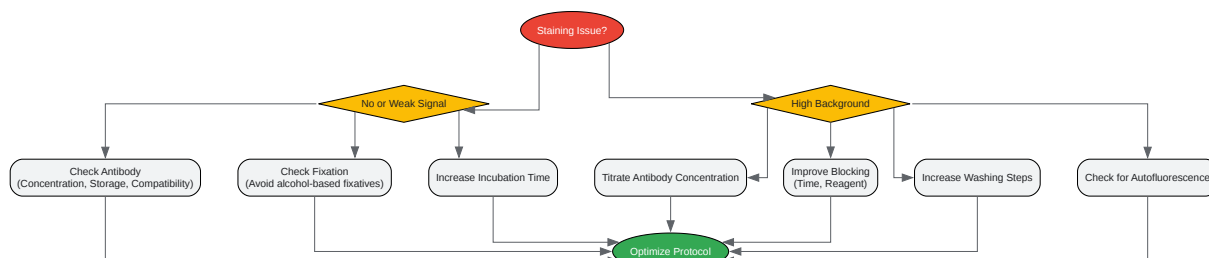 Staining Issue?
No or Weak Signal
High Background
Check Antibody
(Concentration, Storage, Compatibility)
Check Fixation
(Avoid alcohol-based fixatives)
Increase Incubation Time
Titrate Antibody Concentration
Improve Blocking
(Time, Reagent)
Increase Washing Steps
Check for Autofluorescence
Optimize Protocol